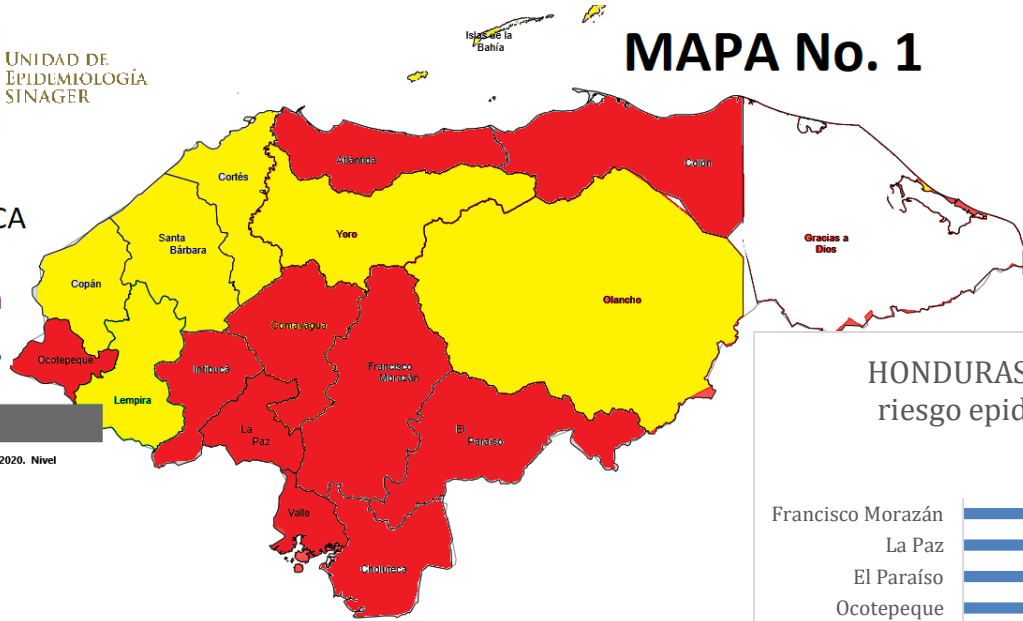 MAPA No. 1
UNIDAD DE
EPIDEMIOLOGÍA
SINAGER
Islas de la
Bahía
Atlántida
Colón
Cortés
Yoro
Gracias a
Dios
Santa
Bárbara
Copán
Olancho
Comayagua
Ocotepeque
Intibucá
Francisco
Morazán
Lempira
La
Paz
El
Paraíso
Valle
Choluteca
CA
2020. Nivel
HONDURAS
riesgo epid
Francisco Morazán
La Paz
El Paraíso
Ocotepeque